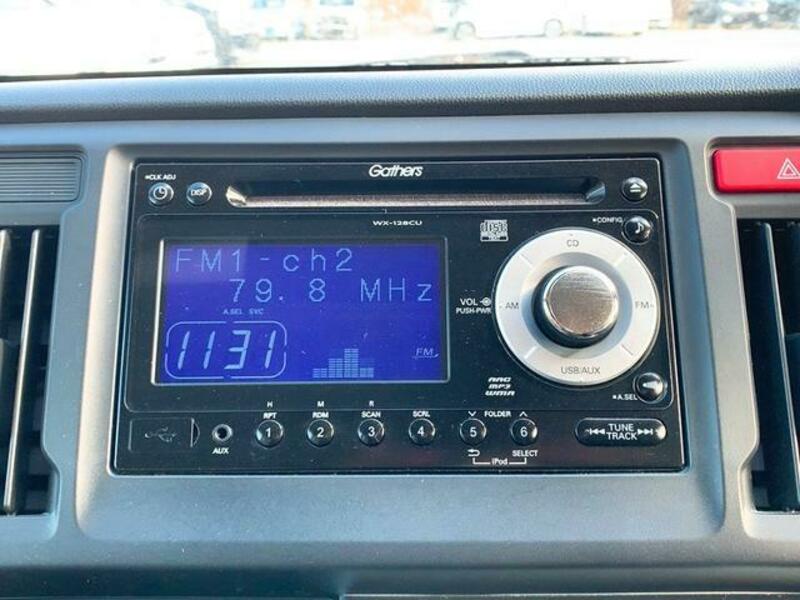 Gathers
CLK ADJ
DISP
WX-128CU
CONFIG
CD
AM
FM
USB/AUX
VOL
PUSH-PWR
A.SEL
FM1-ch2
79.8 MHz
A.SEL SVC
1131
FM
AAC
MP3
WMA
H M R
RPT RDM SCAN SCRL FOLDER
1 2 3 4 5 6
AUX
iPod
SELECT
TUNE
TRACK